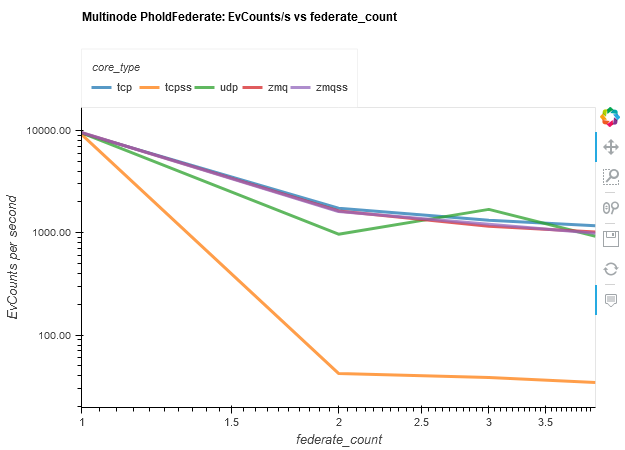 Multinode PholdFederate: EvCounts/s vs federate_count
core_type
tcp tcpss udp zmq zmqss
10000.00
1000.00
100.00
EvCounts per second
1 1.5 2 2.5 3 3.5
federate_count